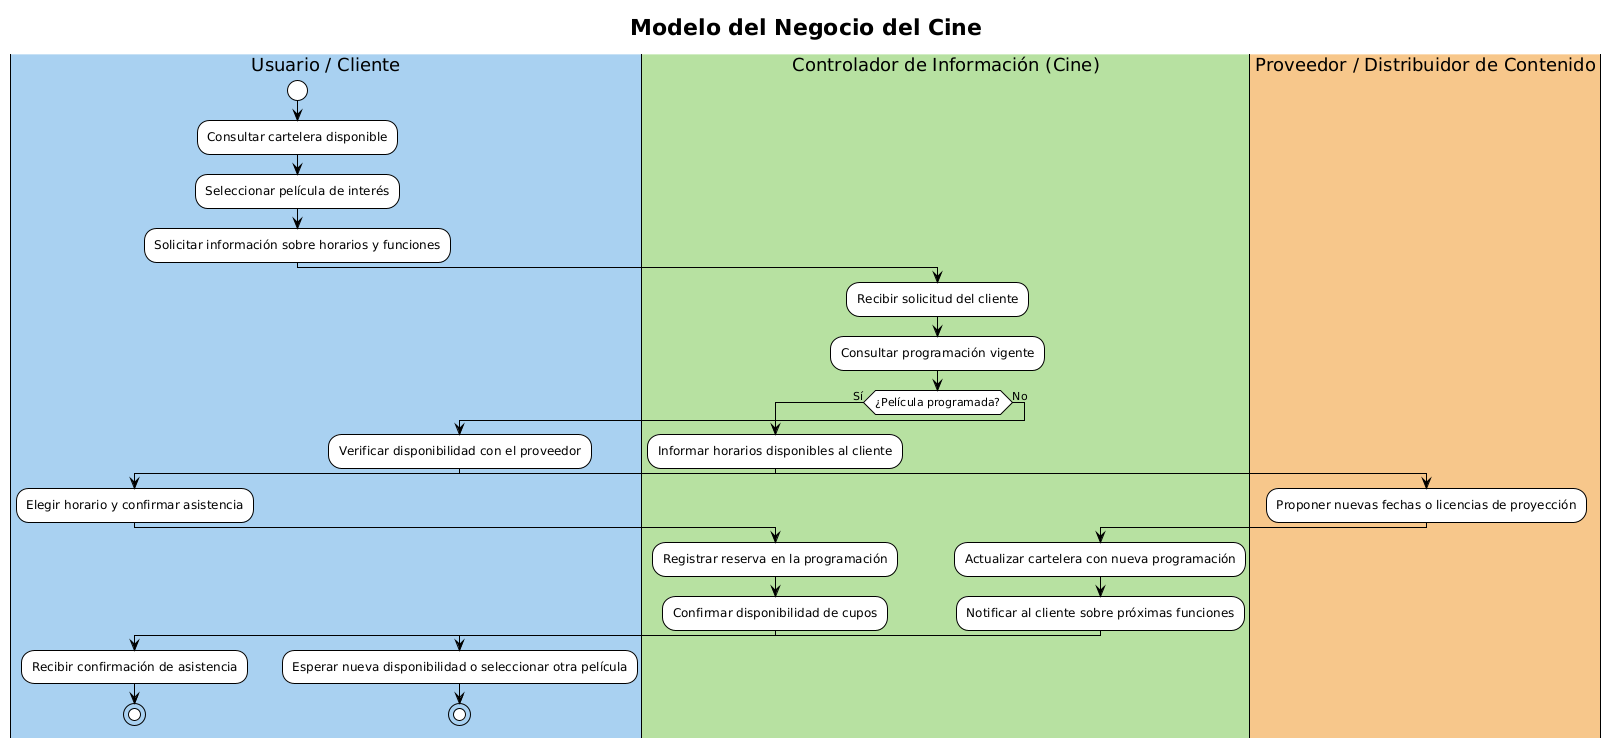 Modelo del Negocio del Cine
Usuario / Cliente
Controlador de Información (Cine)
Proveedor / Distribuidor de Contenido
Consultar cartelera disponible
Seleccionar película de interés
Solicitar información sobre horarios y funciones
Recibir solicitud del cliente
Consultar programación vigente
Sí
¿Película programada?
No
Verificar disponibilidad con el proveedor
Informar horarios disponibles al cliente
Elegir horario y confirmar asistencia
Proponer nuevas fechas o licencias de proyección
Registrar reserva en la programación
Actualizar cartelera con nueva programación
Confirmar disponibilidad de cupos
Notificar al cliente sobre próximas funciones
Recibir confirmación de asistencia
Esperar nueva disponibilidad o seleccionar otra película